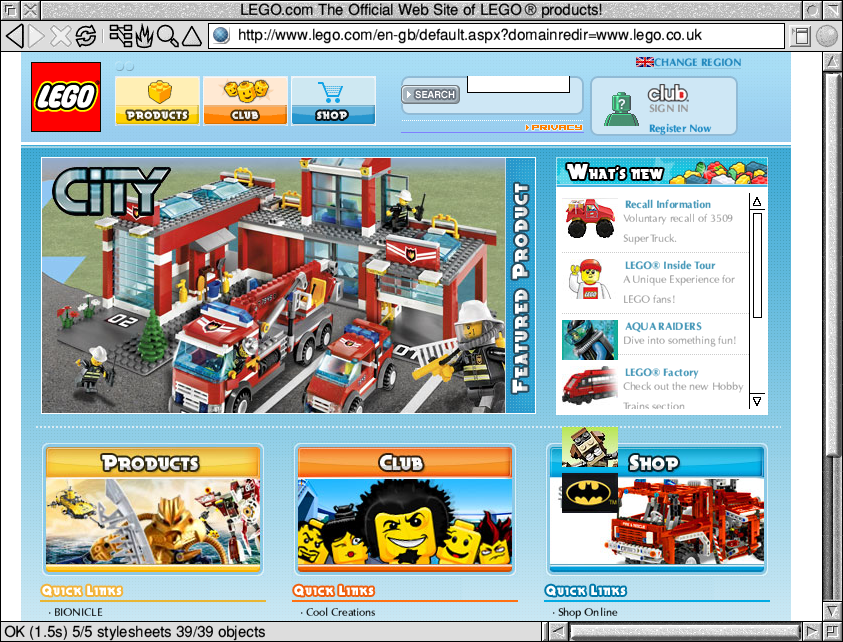 LEGO.com The Official Web Site of LEGO® products!
http://www.lego.com/en-gb/default.aspx?domainredir=www.lego.co.uk
CHANGE REGION
LEGO
PRODUCTS
CLUB
SHOP
SEARCH
PRIVACY
club
SIGN IN
Register Now
CITY
FEATURED PRODUCT
WHAT'S NEW
Recall Information
Voluntary recall of 3509
Super Truck.
LEGO® Inside Tour
A Unique Experience for
LEGO fans!
AQUA RAIDERS
Dive into something fun!
LEGO® Factory
Check out the new Hobby
Trains section
02
01
LEGO
PRODUCTS
CLUB
SHOP
QUICK LINKS
QUICK LINKS
QUICK LINKS
· BIONICLE
· Cool Creations
· Shop Online
OK (1.5s) 5/5 stylesheets 39/39 objects